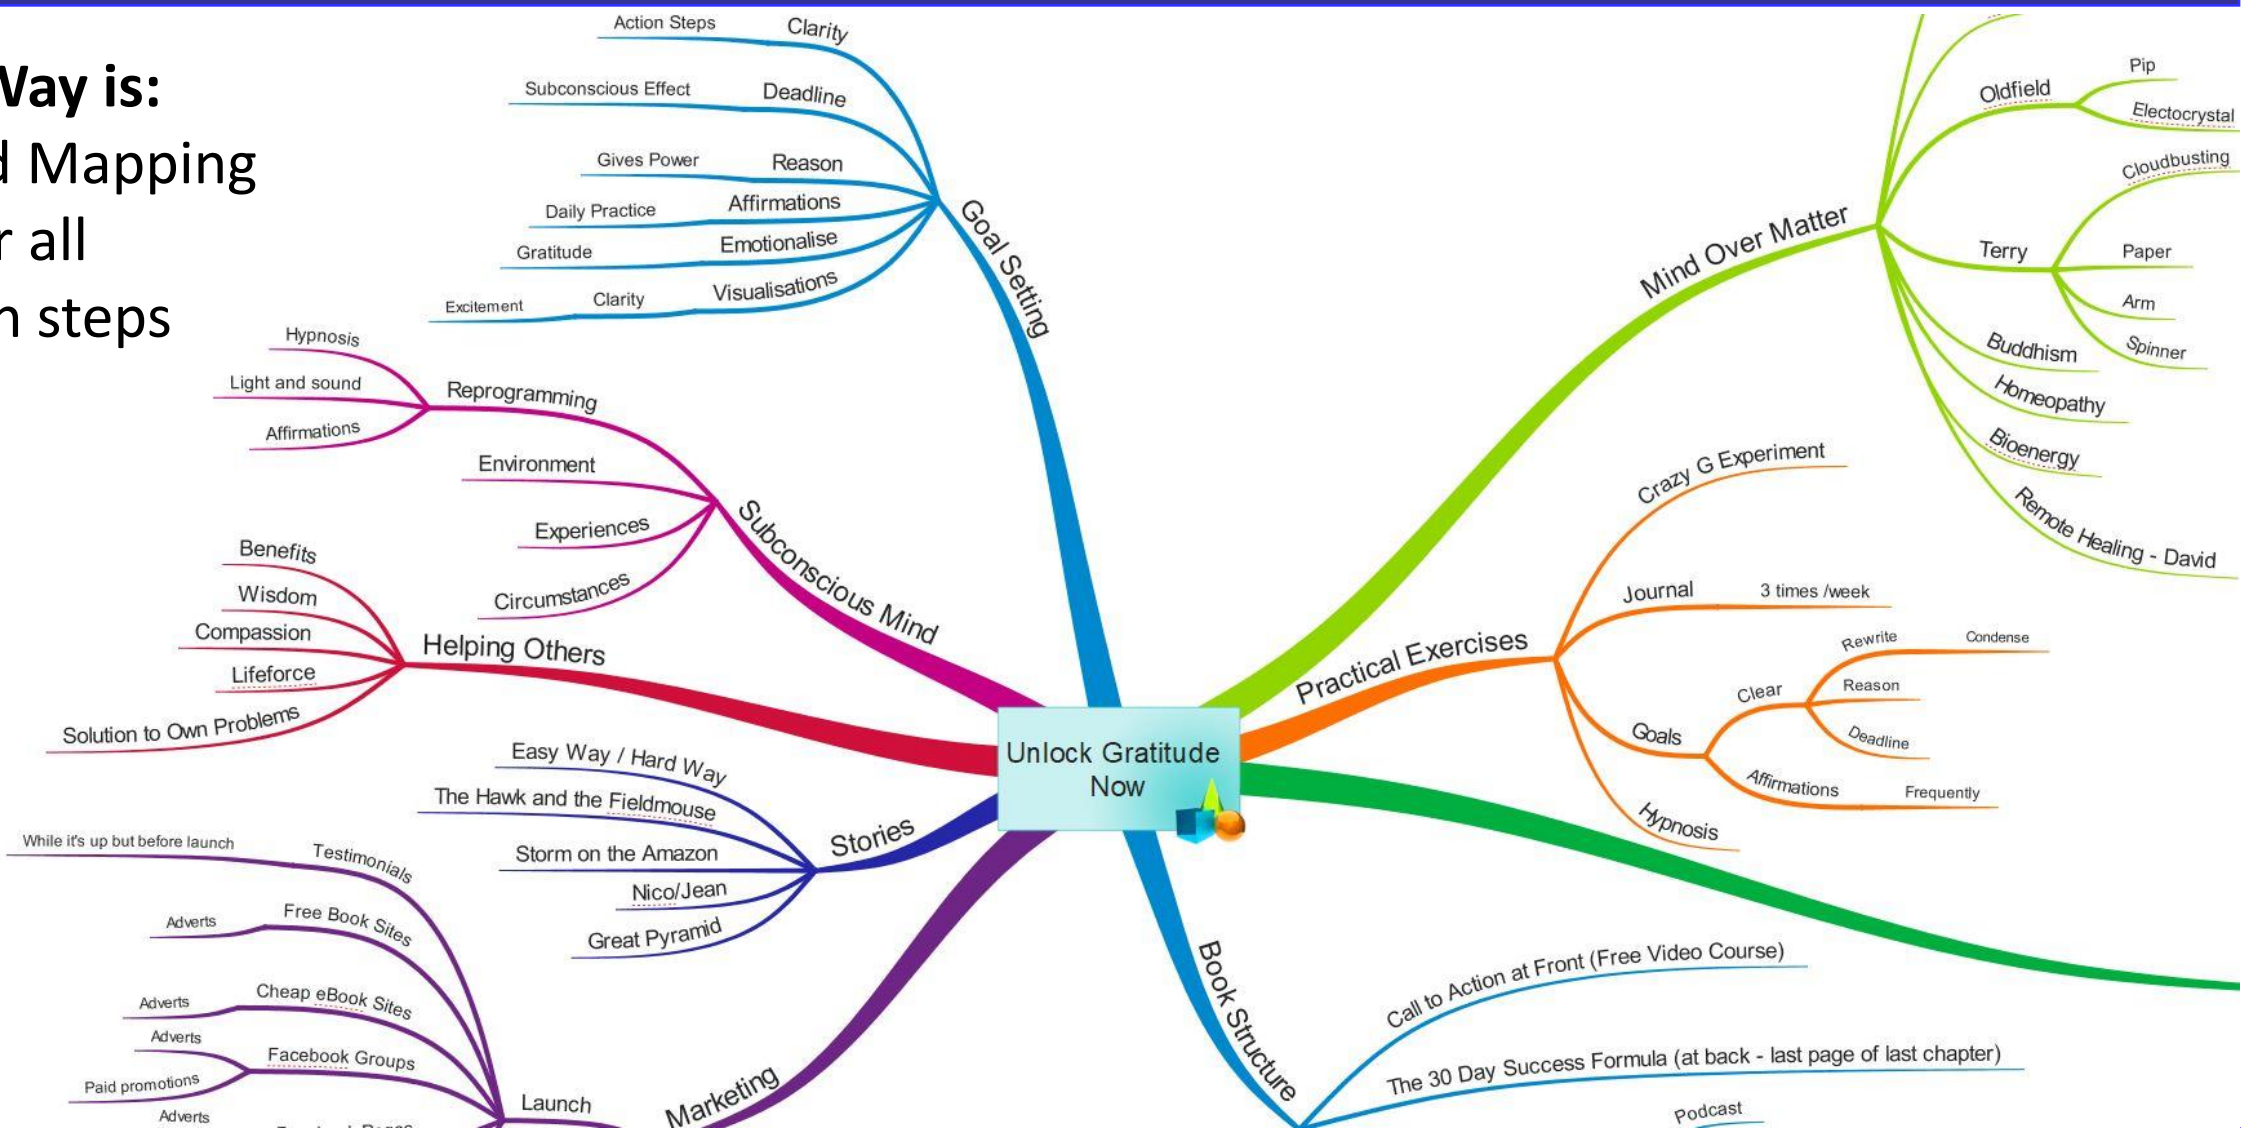 Way is:
Mapping
all
steps
Action Steps
Clarity
Subconscious Effect
Deadline
Gives Power
Reason
Daily Practice
Affirmations
Gratitude
Emotionalise
Excitement
Clarity
Visualisations
Goal Setting
Hypnosis
Light and sound
Affirmations
Reprogramming
Environment
Experiences
Circumstances
Subconscious Mind
Benefits
Wisdom
Compassion
Lifeforce
Solution to Own Problems
Helping Others
Easy Way / Hard Way
The Hawk and the Fieldmouse
Storm on the Amazon
Nico/Jean
Great Pyramid
Stories
While it's up but before launch
Testimonials
Adverts
Free Book Sites
Adverts
Cheap eBook Sites
Adverts
Paid promotions
Facebook Groups
Adverts
Launch
Marketing
Unlock Gratitude
Now
Mind Over Matter
Oldfield
Pip
Electocrystal
Terry
Cloudbusting
Paper
Arm
Spinner
Buddhism
Homeopathy
Bioenergy
Remote Healing - David
Practical Exercises
Crazy G Experiment
Journal
3 times /week
Goals
Clear
Rewrite
Condense
Reason
Deadline
Affirmations
Frequently
Hypnosis
Book Structure
Call to Action at Front (Free Video Course)
The 30 Day Success Formula (at back - last page of last chapter)
Podcast